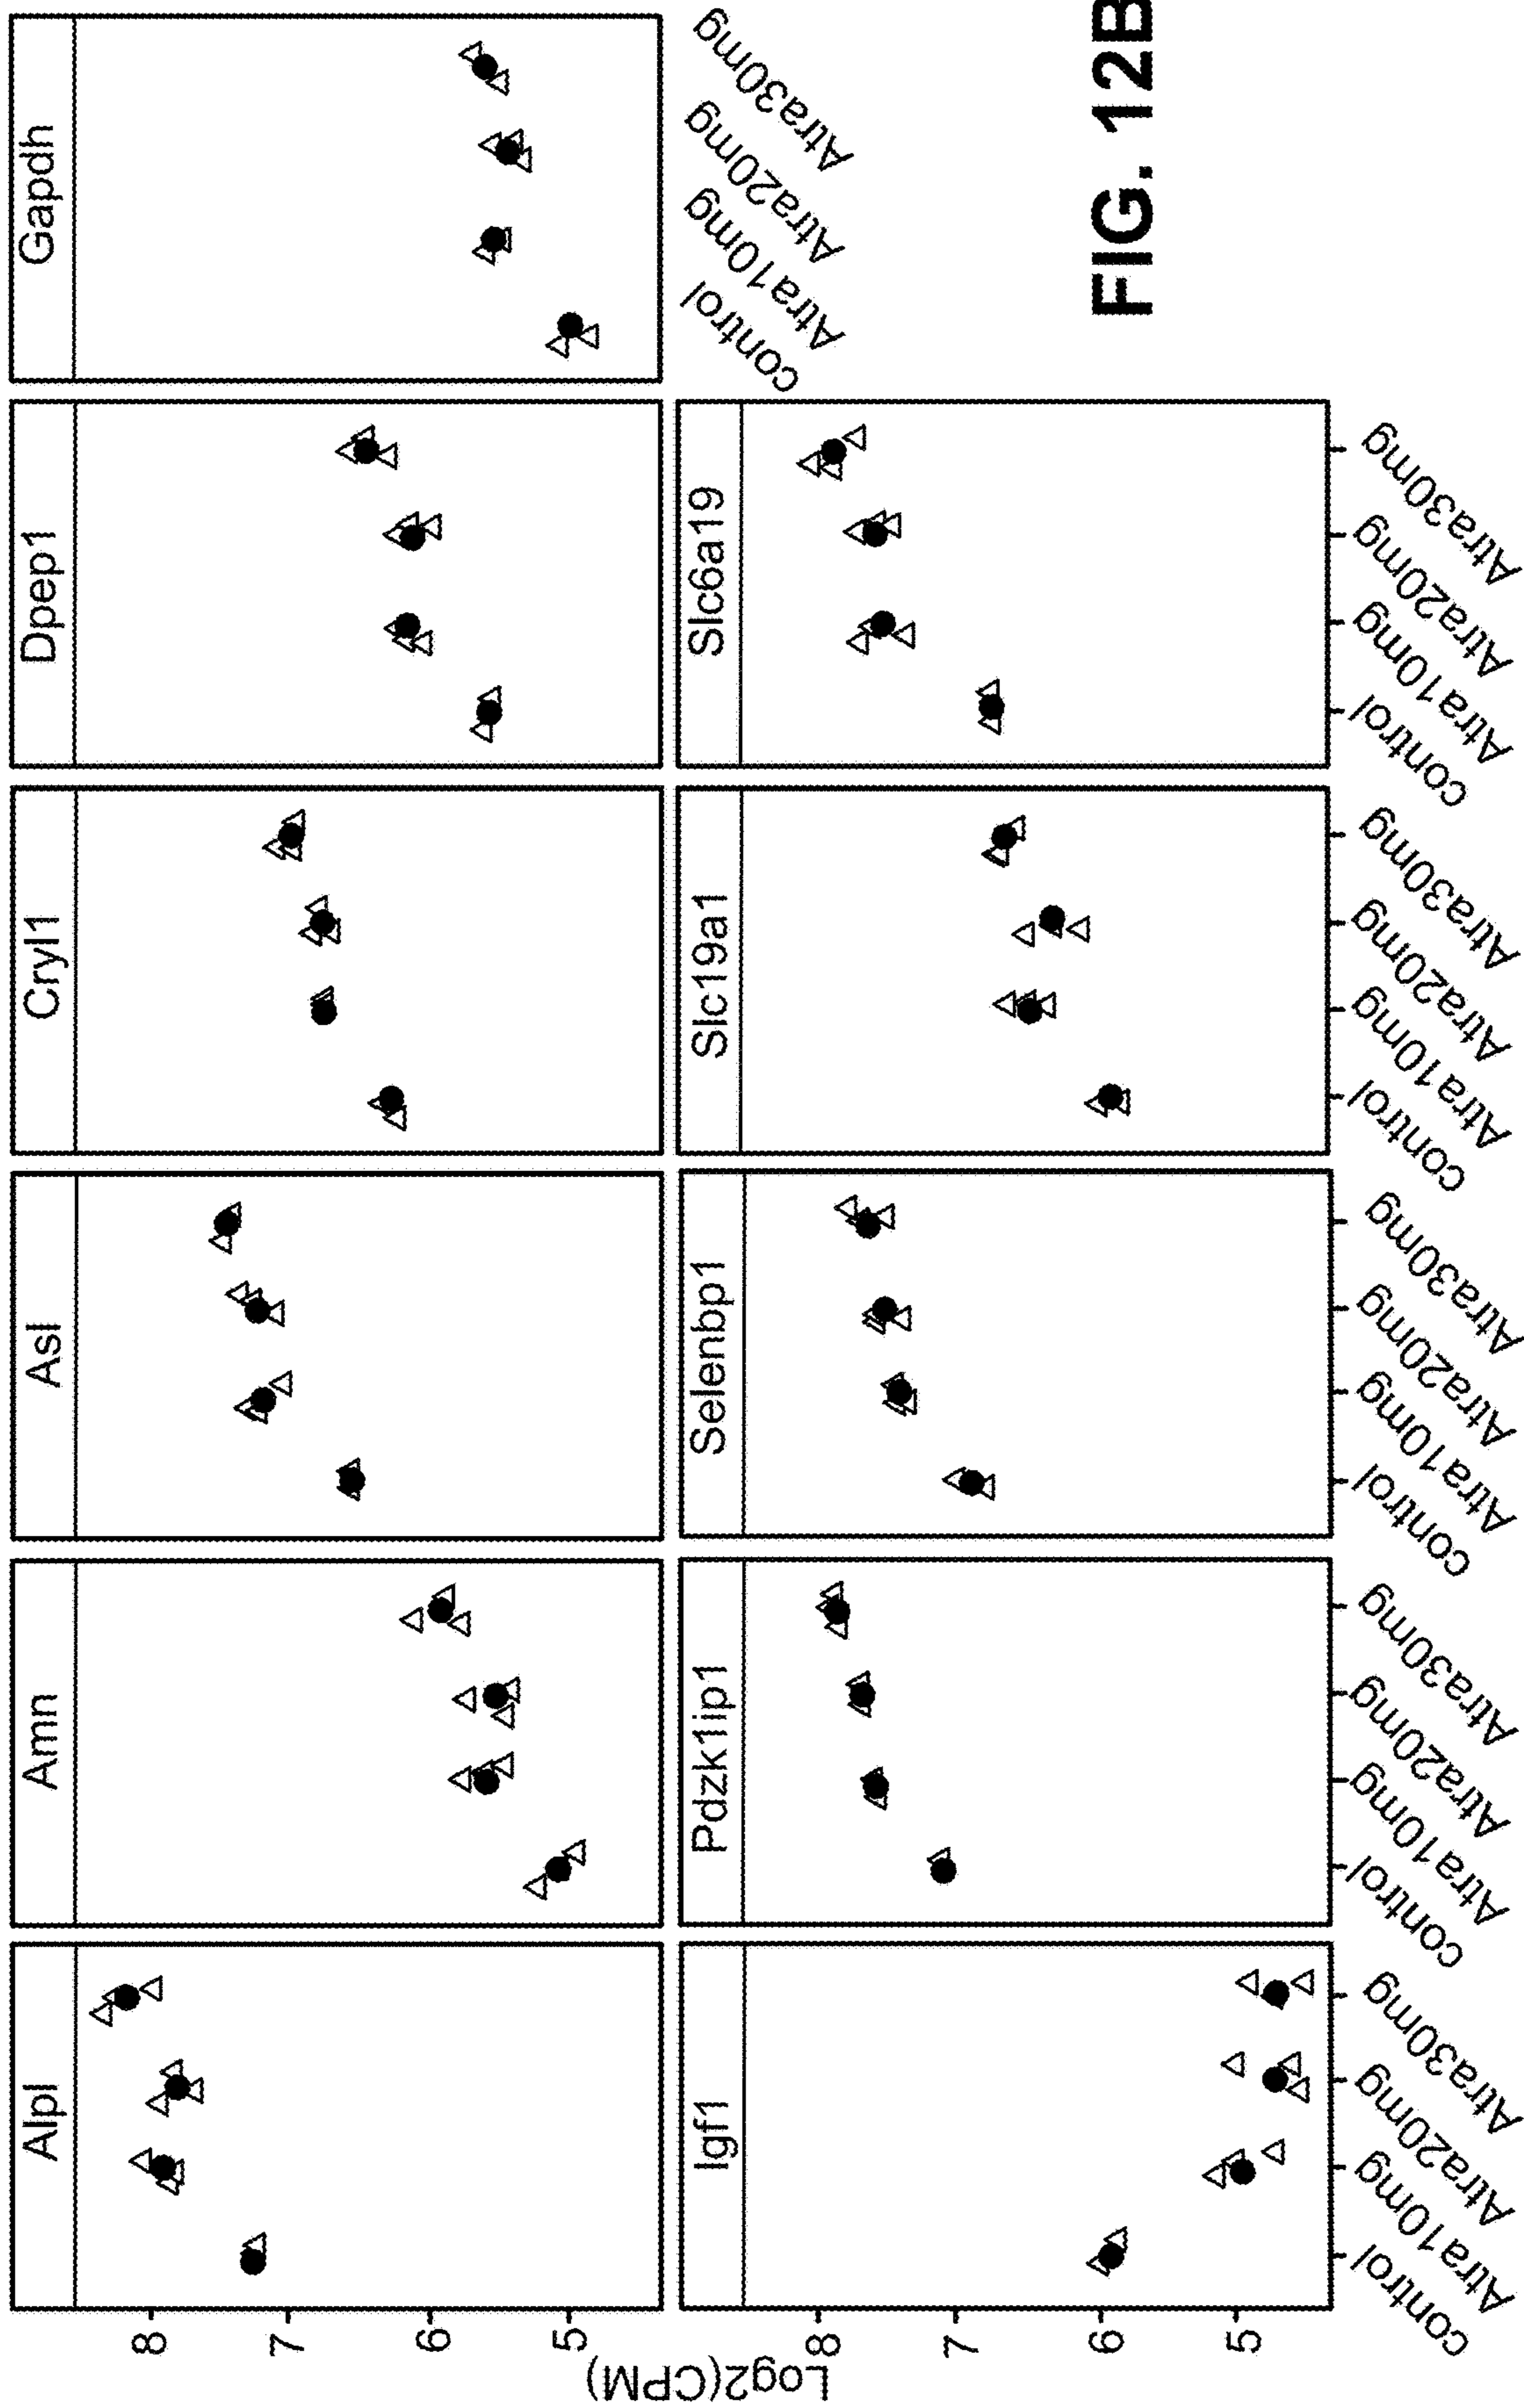 Alpl
Amn
Asl
Cryl1
Dpep1
Gapdh
8
7
6
5
control
Atra10mg
Atra20mg
Atra30mg
Log2(CPM)
Igf1
Pdzk1ip1
Selenbp1
Slc19a1
Slc6a19
8
7
6
5
control
Atra10mg
Atra20mg
Atra30mg
control
Atra10mg
Atra20mg
Atra30mg
control
Atra10mg
Atra20mg
Atra30mg
control
Atra10mg
Atra20mg
Atra30mg
control
Atra10mg
Atra20mg
Atra30mg
FIG. 12B